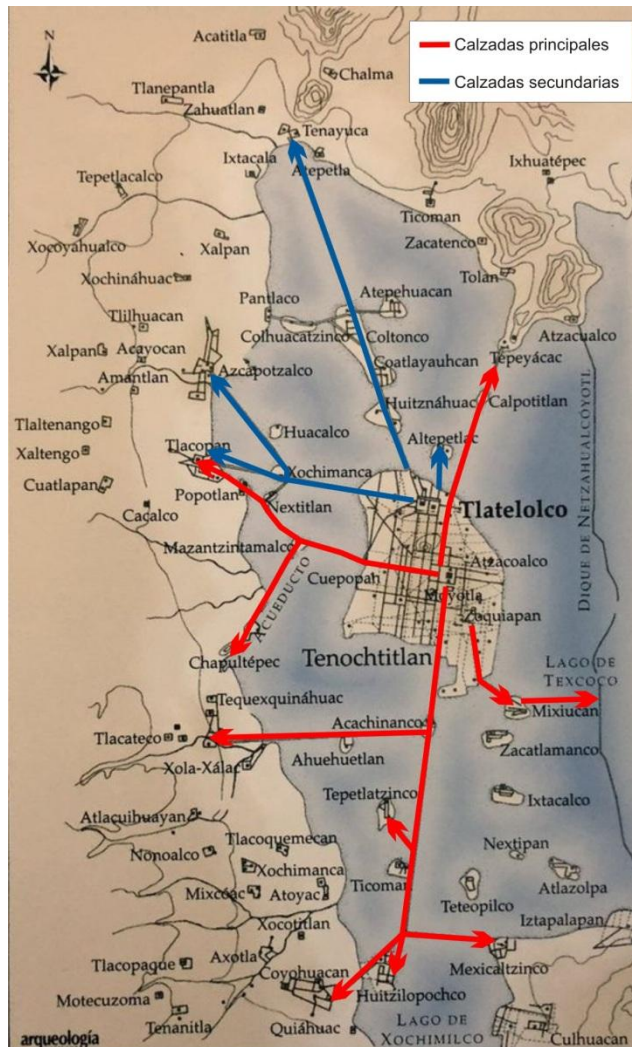 Calzadas principales
Calzadas secundarias
N
Acatitla
Chalma
Tlanepantla
Zahuatlan
Tenayuca
Ixtacala
Atepetla
Ixhuatépec
Tepetlacalco
Ticoman
Xocoyahualco
Xalpan
Zacatenco
Xochináhuac
Tolan
Pantlaco
Atepehuacan
Tlilhuacan
Colhuacatzinco
Coltonco
Atzacualco
Xalpan
Acayocan
Tepeyácac
Coatlayauhcan
Azcapotzalco
Amantlan
Huitznáhuac
Calpotitlan
Tlaltenango
Huacalco
Altepetlac
Tlacopan
Xaltengo
Xochimanca
Cuatlapan
Popotlan
Nextitlan
Tlatelolco
Cacalco
DIQUE DE NETZAHUALCÓYOTL
Mazantzintamalco
Atzacoalco
Cuepopan
Moyotla
ACUEDUCTO
Zoquiapan
Chapultépec
Tenochtitlan
LAGO DE
TEXCOCO
Tequexquináhuac
Mixiucan
Acachinanco
Tlacateco
Zacatlamanco
Ahuehuetlan
Xola-Xálac
Tepetlatzinco
Ixtacalco
Atlacuihuayan
Tlacoquemecan
Nextipan
Nonoalco
Xochimanca
Ticoman
Atlazolpa
Mixcóac
Atoyac
Teteopilco
Iztapalapan
Xocotitlan
Axotla
Tlacopaque
Coyohuacan
Mexicaltzinco
Motecuzoma
Huitzilopochco
Tenanitla
Quiáhuac
LAGO DE
XOCHIMILCO
Culhuacan
arqueología